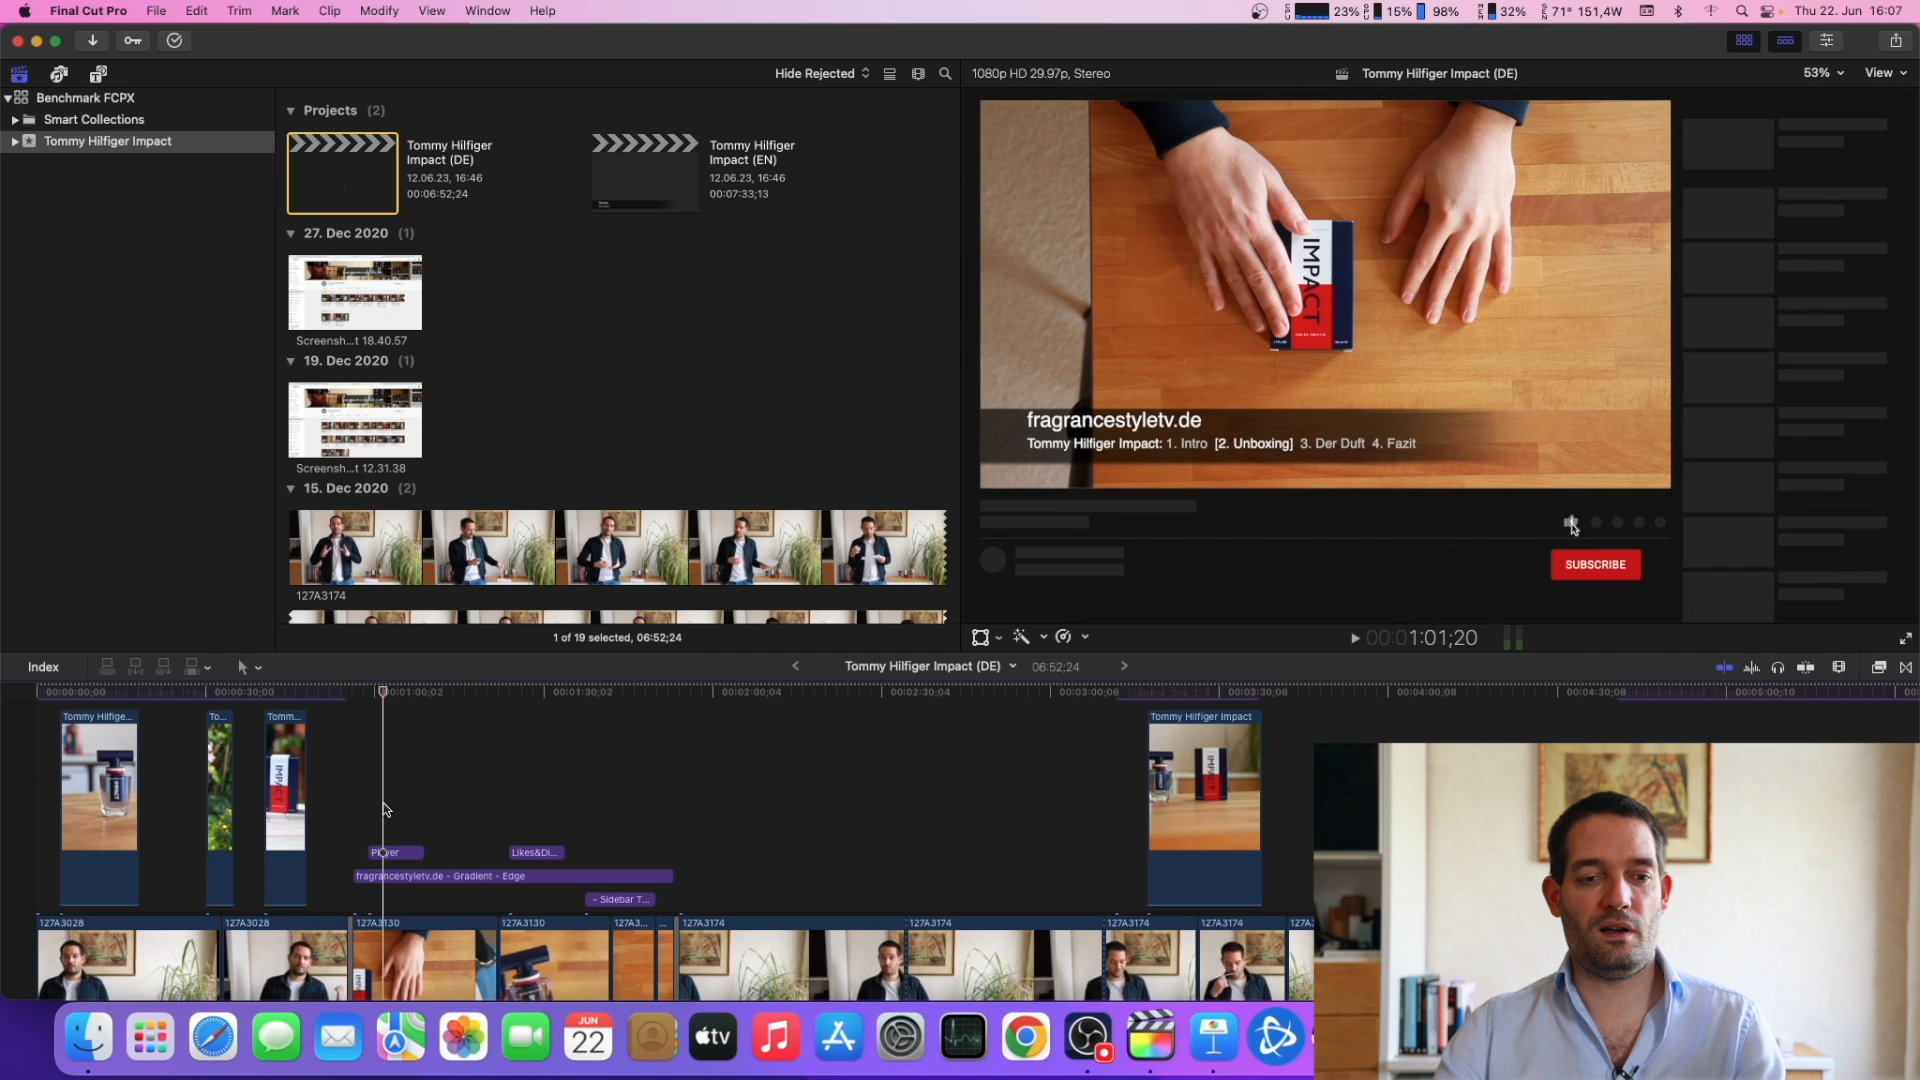 Final Cut Pro File Edit Trim Mark Clip Modify View Window Help
23% 15% 98% 32% 71° 151,4W Thu 22. Jun 16:07
Hide Rejected
1080p HD 29.97p, Stereo
Tommy Hilfiger Impact (DE)
53% View
Benchmark FCPX
Smart Collections
Tommy Hilfiger Impact
Projects (2)
Tommy Hilfiger
Impact (DE)
12.06.23, 16:46
00:06:52;24
Tommy Hilfiger
Impact (EN)
12.06.23, 16:46
00:07:33;13
27. Dec 2020 (1)
Screensh...t 18.40.57
19. Dec 2020 (1)
Screensh...t 12.31.38
15. Dec 2020 (2)
127A3174
1 of 19 selected, 06:52;24
IMPACT
fragrancestyletv.de
Tommy Hilfiger Impact: 1. Intro [2. Unboxing] 3. Der Duft 4. Fazit
SUBSCRIBE
00:01:01;20
Index
Tommy Hilfiger Impact (DE) 06:52;24
00:00:00;00 00:00:30;00 00:01:00;02 00:01:30;02 00:02:00;04 00:02:30;04 00:03:00;06 00:03:30;06 00:04:00;08 00:04:30;08 00:05:00;10
Tommy Hilfige... To... Tomm... Tommy Hilfiger Impact
IMPACT
Player Likes&Di...
fragrancestyletv.de - Gradient - Edge
- Sidebar T...
127A3028 127A3028 127A3130 127A3130 127A3... ... 127A3174 127A3174 127A3174 127A3174 127A
JUN
22
tv